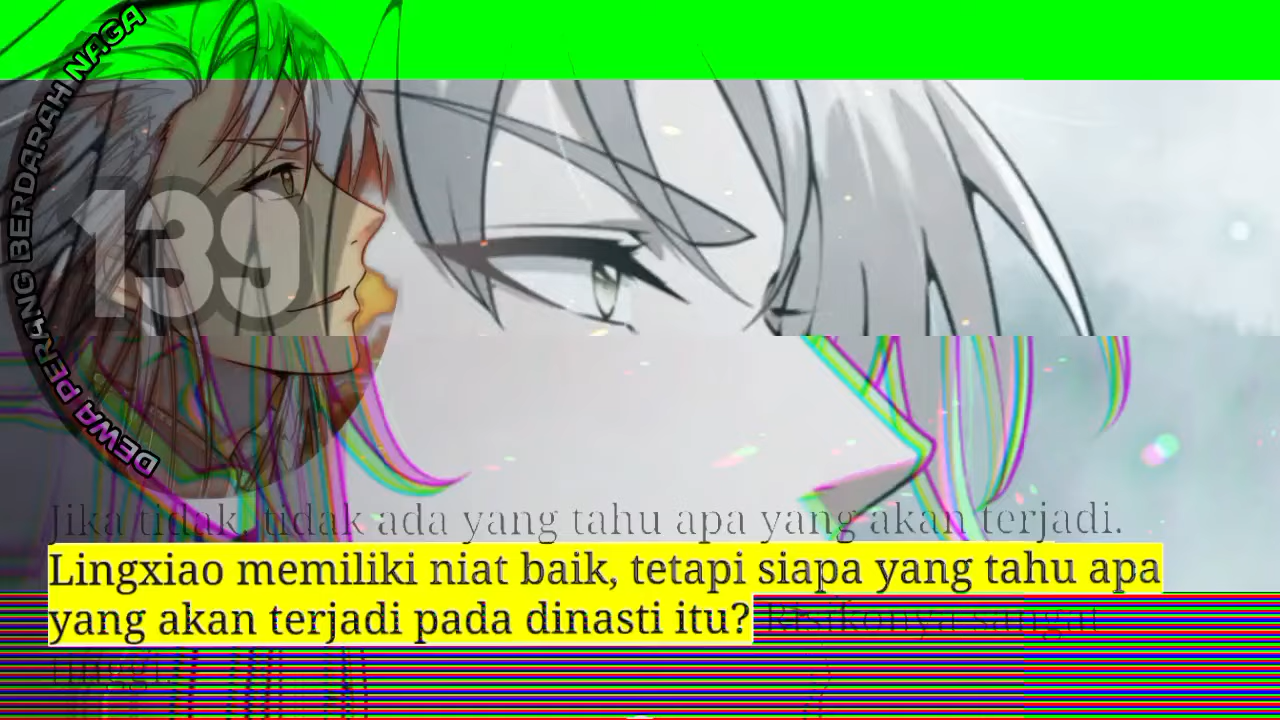 DEWA PERANG BERDARAH NAGA
139
Jika tidak, tidak ada yang tahu apa yang akan terjadi.
Lingxiao memiliki niat baik, tetapi siapa yang tahu apa
yang akan terjadi pada dinasti itu? Risikonya sangat
tinggi.